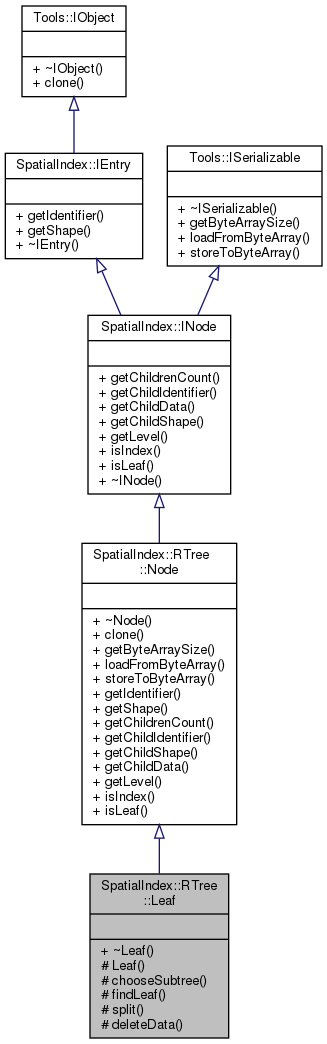 Tools::IObject
+ ~IObject()
+ clone()
SpatialIndex::IEntry
+ getIdentifier()
+ getShape()
+ ~IEntry()
Tools::ISerializable
+ ~ISerializable()
+ getByteArraySize()
+ loadFromByteArray()
+ storeToByteArray()
SpatialIndex::INode
+ getChildrenCount()
+ getChildIdentifier()
+ getChildData()
+ getChildShape()
+ getLevel()
+ isIndex()
+ isLeaf()
+ ~INode()
SpatialIndex::RTree
::Node
+ ~Node()
+ clone()
+ getByteArraySize()
+ loadFromByteArray()
+ storeToByteArray()
+ getIdentifier()
+ getShape()
+ getChildrenCount()
+ getChildIdentifier()
+ getChildShape()
+ getChildData()
+ getLevel()
+ isIndex()
+ isLeaf()
SpatialIndex::RTree
::Leaf
+ ~Leaf()
# Leaf()
# chooseSubtree()
# findLeaf()
# split()
# deleteData()